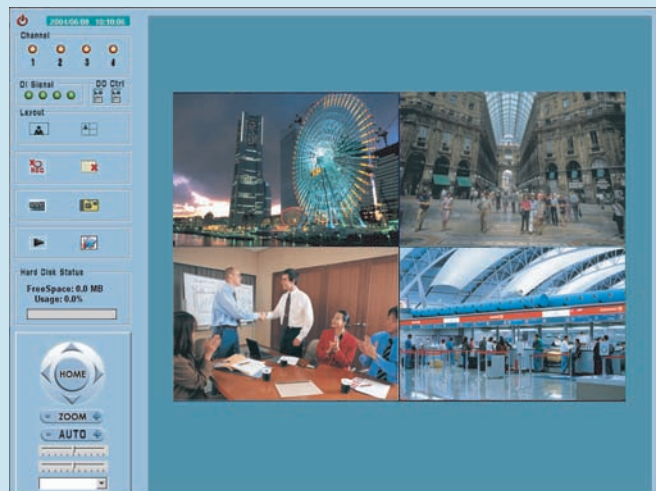 2004/06/08 10:10:06
Channel
1 2 3 4
DI Signal DO Ctrl
Layout
REC
Hard Disk Status
FreeSpace: 0.0 MB
Usage: 0.0%
HOME
- ZOOM +
- AUTO +